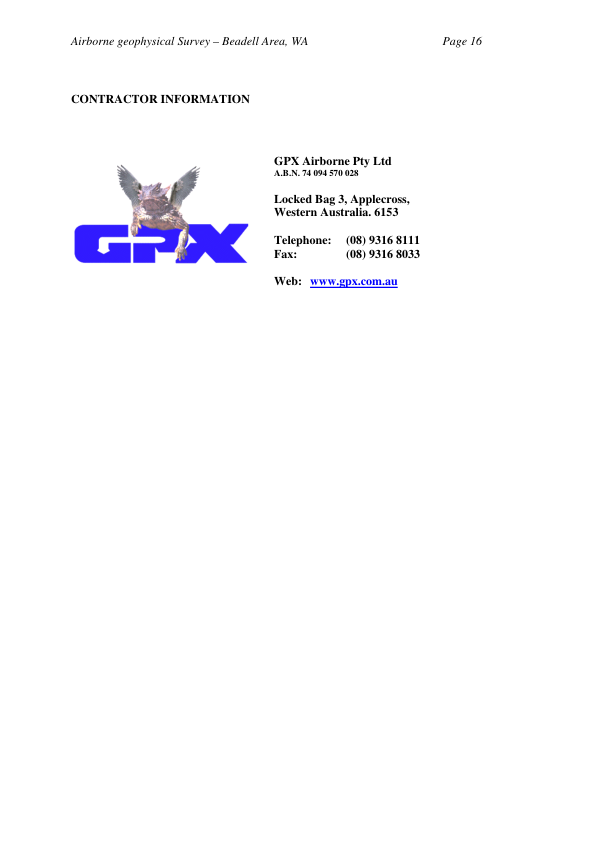 Airborne geophysical Survey – Beadell Area, WA Page 16
CONTRACTOR INFORMATION
GPX
GPX Airborne Pty Ltd
A.B.N. 74 094 570 028
Locked Bag 3, Applecross,
Western Australia. 6153
Telephone: (08) 9316 8111
Fax: (08) 9316 8033
Web: www.gpx.com.au